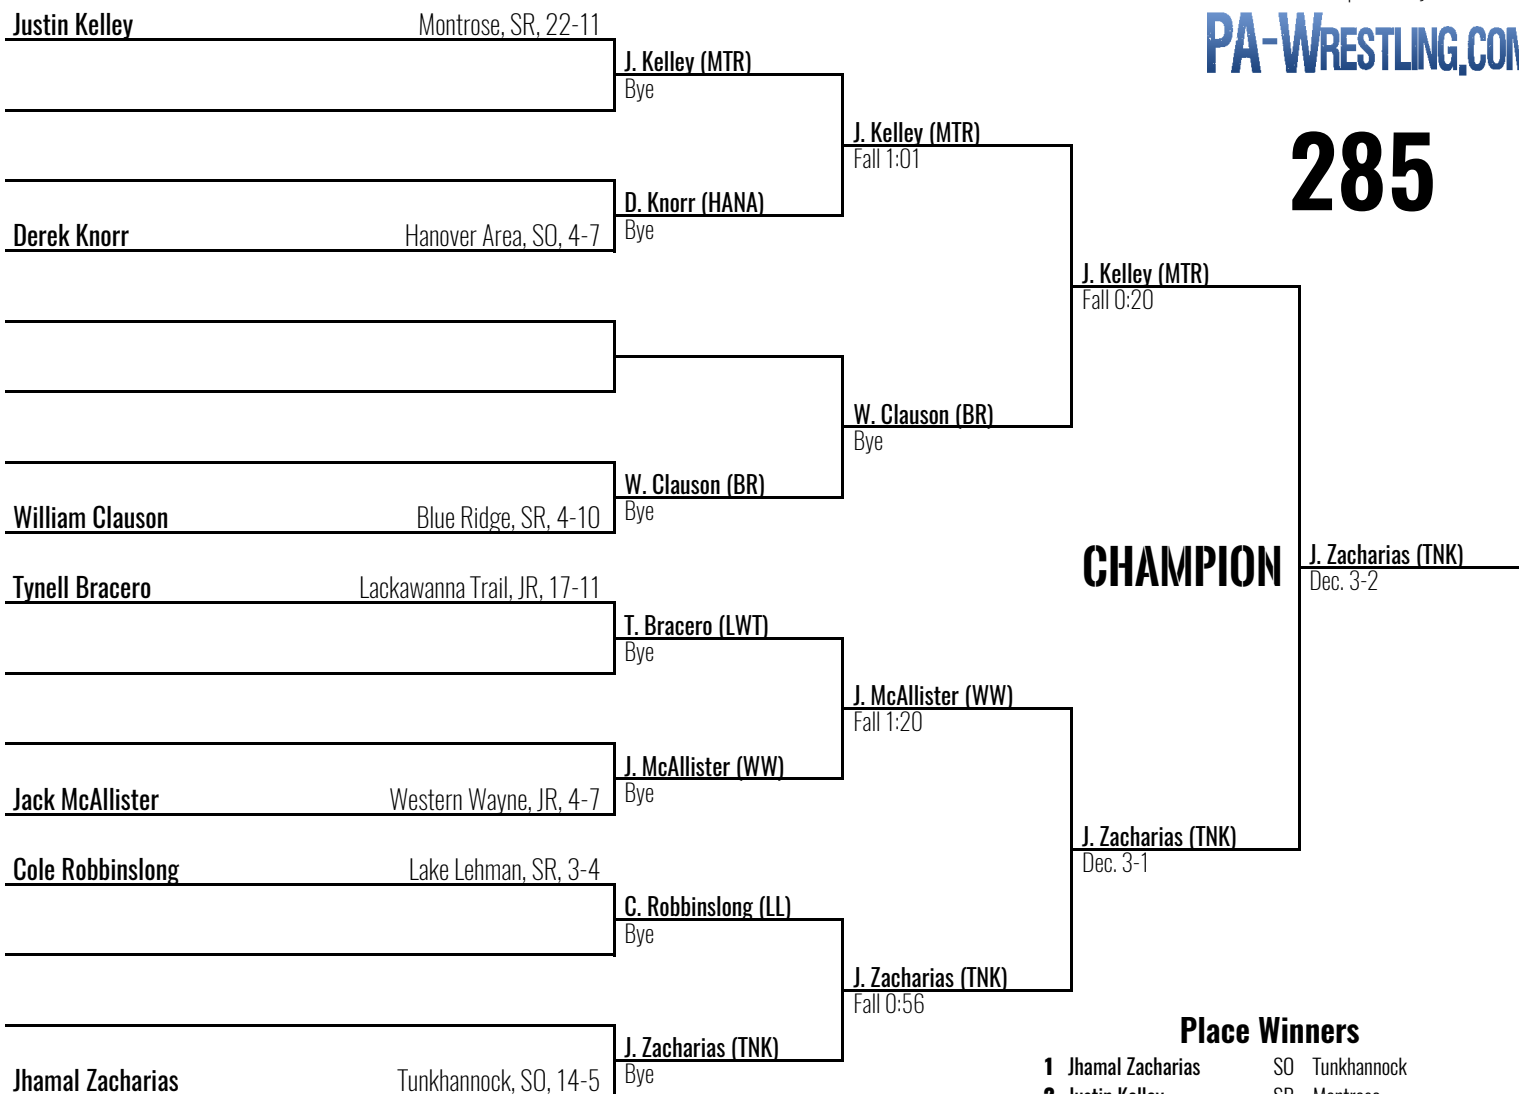 Justin Kelley Montrose, SR, 22-11
J. Kelley (MTR)
Bye
J. Kelley (MTR)
Fall 1:01
D. Knorr (HANA)
Bye
Derek Knorr Hanover Area, SO, 4-7
J. Kelley (MTR)
Fall 0:20
W. Clauson (BR)
Bye
W. Clauson (BR)
Bye
William Clauson Blue Ridge, SR, 4-10
PA-WRESTLING.COM
285
CHAMPION
J. Zacharias (TNK)
Dec. 3-2
Tynell Bracero Lackawanna Trail, JR, 17-11
T. Bracero (LWT)
Bye
J. McAllister (WW)
Fall 1:20
J. McAllister (WW)
Bye
Jack McAllister Western Wayne, JR, 4-7
J. Zacharias (TNK)
Dec. 3-1
Cole Robbinslong Lake Lehman, SR, 3-4
C. Robbinslong (LL)
Bye
J. Zacharias (TNK)
Fall 0:56
J. Zacharias (TNK)
Bye
Jhamal Zacharias Tunkhannock, SO, 14-5
Place Winners
1 Jhamal Zacharias SO Tunkhannock
2 Justin Kelley SR Montrose